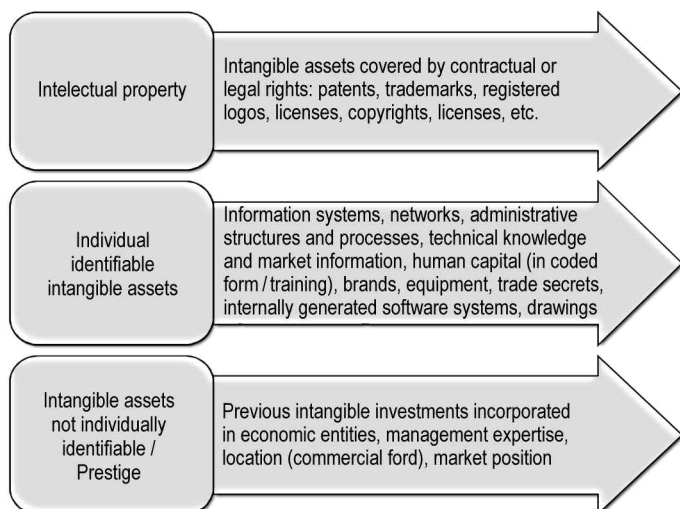 Intelectual property
Intangible assets covered by contractual or
legal rights: patents, trademarks, registered
logos, licenses, copyrights, licenses, etc.
Individual
identifiable
intangible assets
Information systems, networks, administrative
structures and processes, technical knowledge
and market information, human capital (in coded
form / training), brands, equipment, trade secrets,
internally generated software systems, drawings
Intangible assets
not individually
identifiable /
Prestige
Previous intangible investments incorporated
in economic entities, management expertise,
location (commercial ford), market position